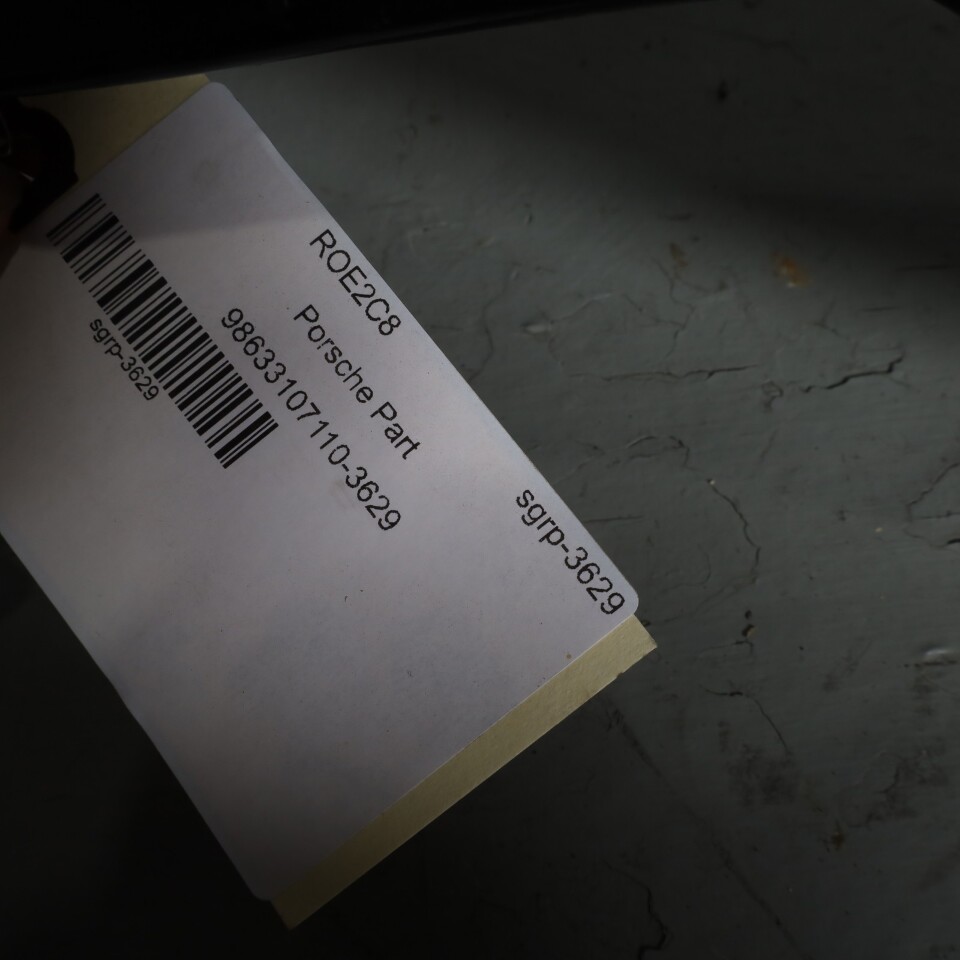 ROE2C8
Porsche Part
98633107110-3629
sgrp-3629
sgrp-3629